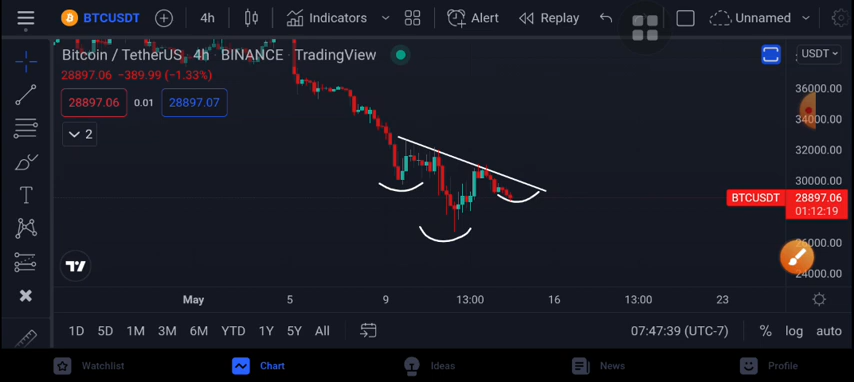 BTCUSDT 4h Indicators Alert Replay Unnamed
Bitcoin / TetherUS 4h BINANCE TradingView USDT
28897.06 −389.99 (−1.33%)
28897.06 0.01 28897.07
2
36000.00
34000.00
32000.00
30000.00
BTCUSDT 28897.06
01:12:19
26000.00
24000.00
T
May 5 9 13:00 16 13:00 23
1D 5D 1M 3M 6M YTD 1Y 5Y All 07:47:39 (UTC-7) % log auto
Watchlist Chart Ideas News Profile